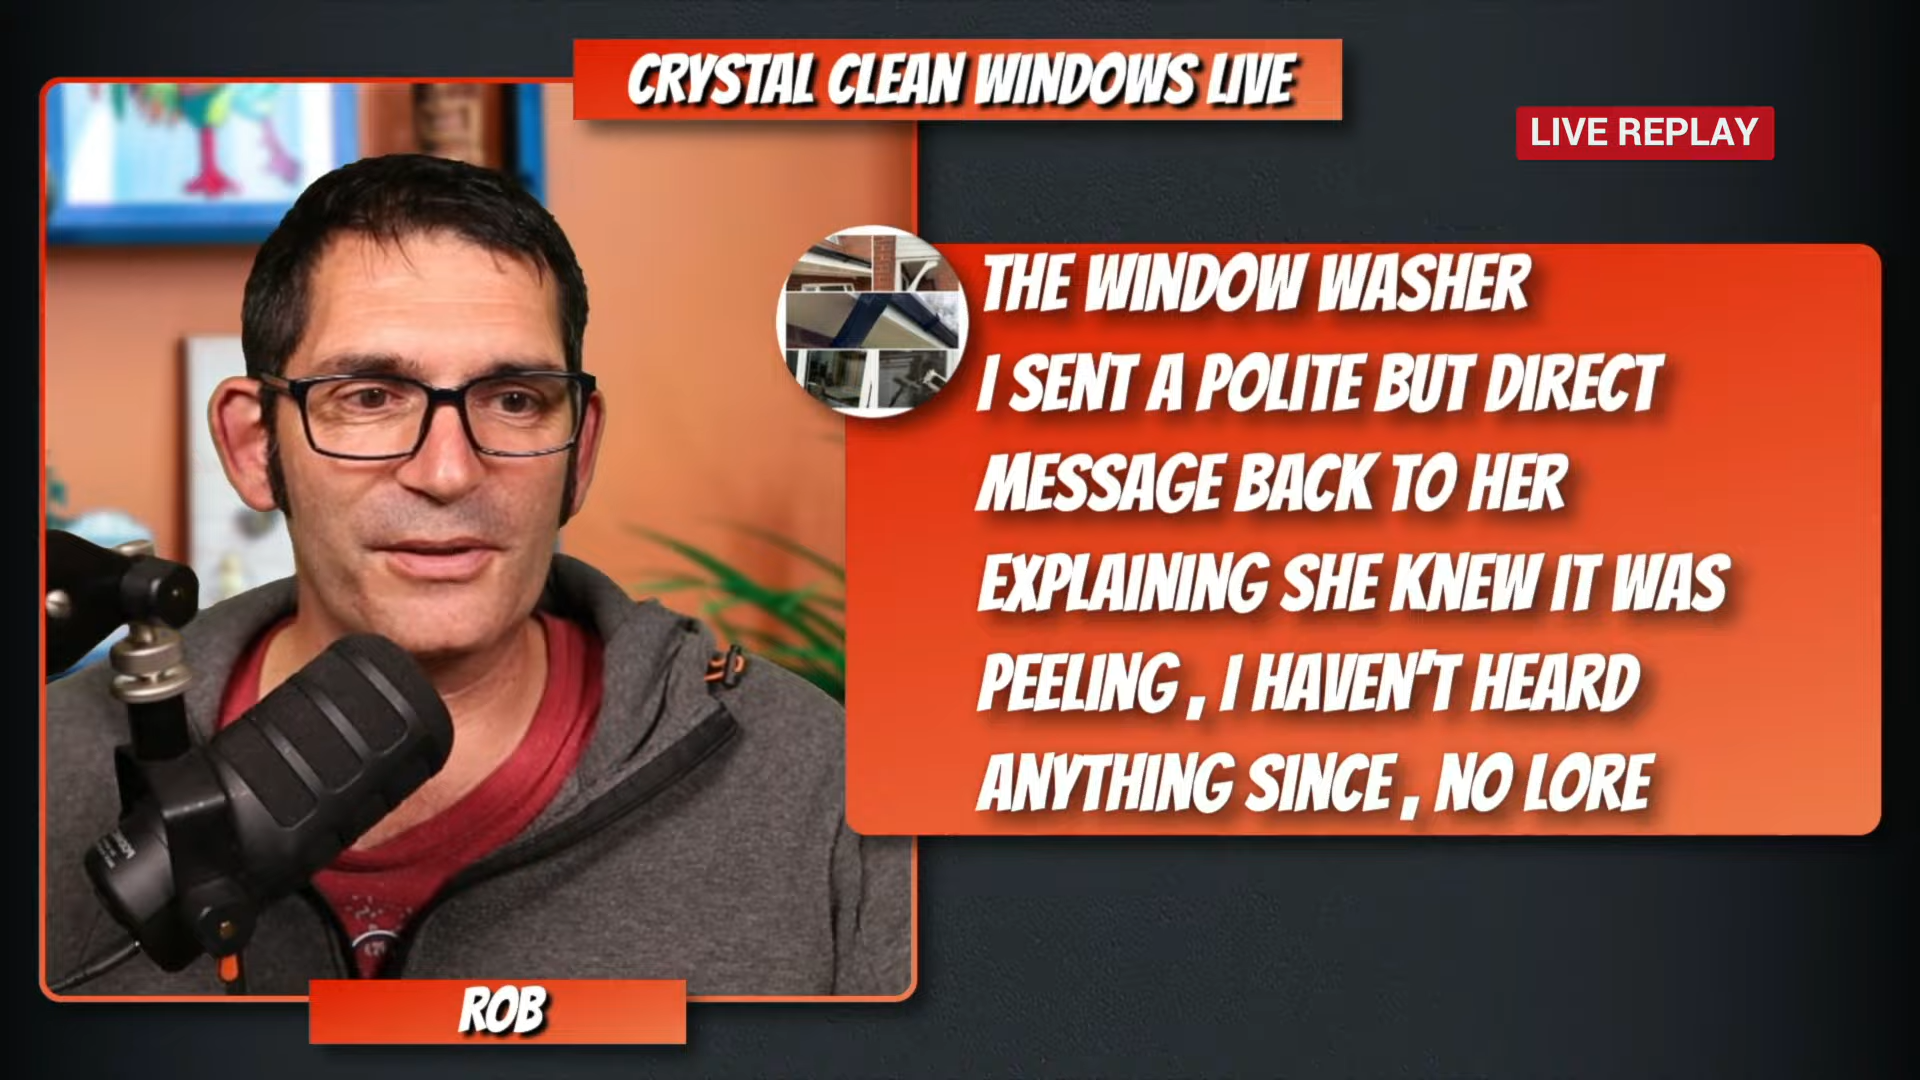 CRYSTAL CLEAN WINDOWS LIVE
LIVE REPLAY
THE WINDOW WASHER
I SENT A POLITE BUT DIRECT
MESSAGE BACK TO HER
EXPLAINING SHE KNEW IT WAS
PEELING , I HAVEN'T HEARD
ANYTHING SINCE , NO LORE
ROB